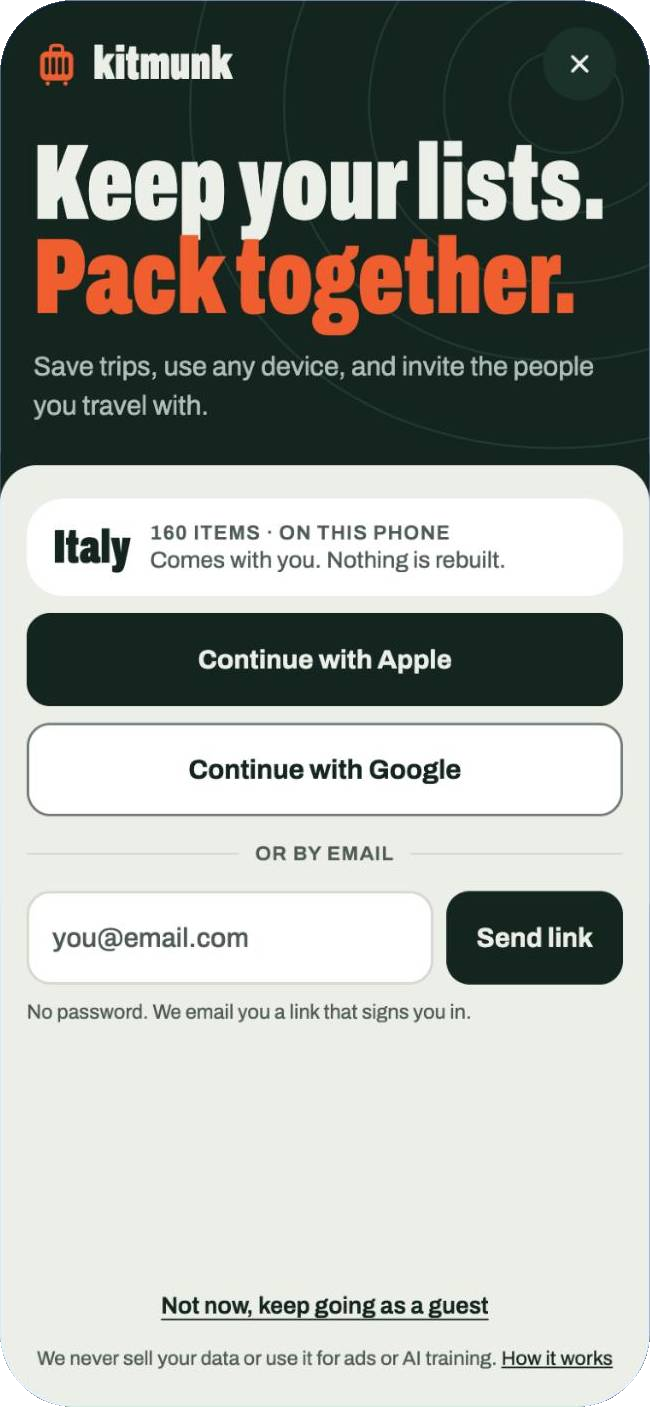 kitmunk
Keep your lists.
Pack together.
Save trips, use any device, and invite the people
you travel with.
Italy
160 ITEMS · ON THIS PHONE
Comes with you. Nothing is rebuilt.
Continue with Apple
Continue with Google
OR BY EMAIL
you@email.com
Send link
No password. We email you a link that signs you in.
Not now, keep going as a guest
We never sell your data or use it for ads or AI training. How it works